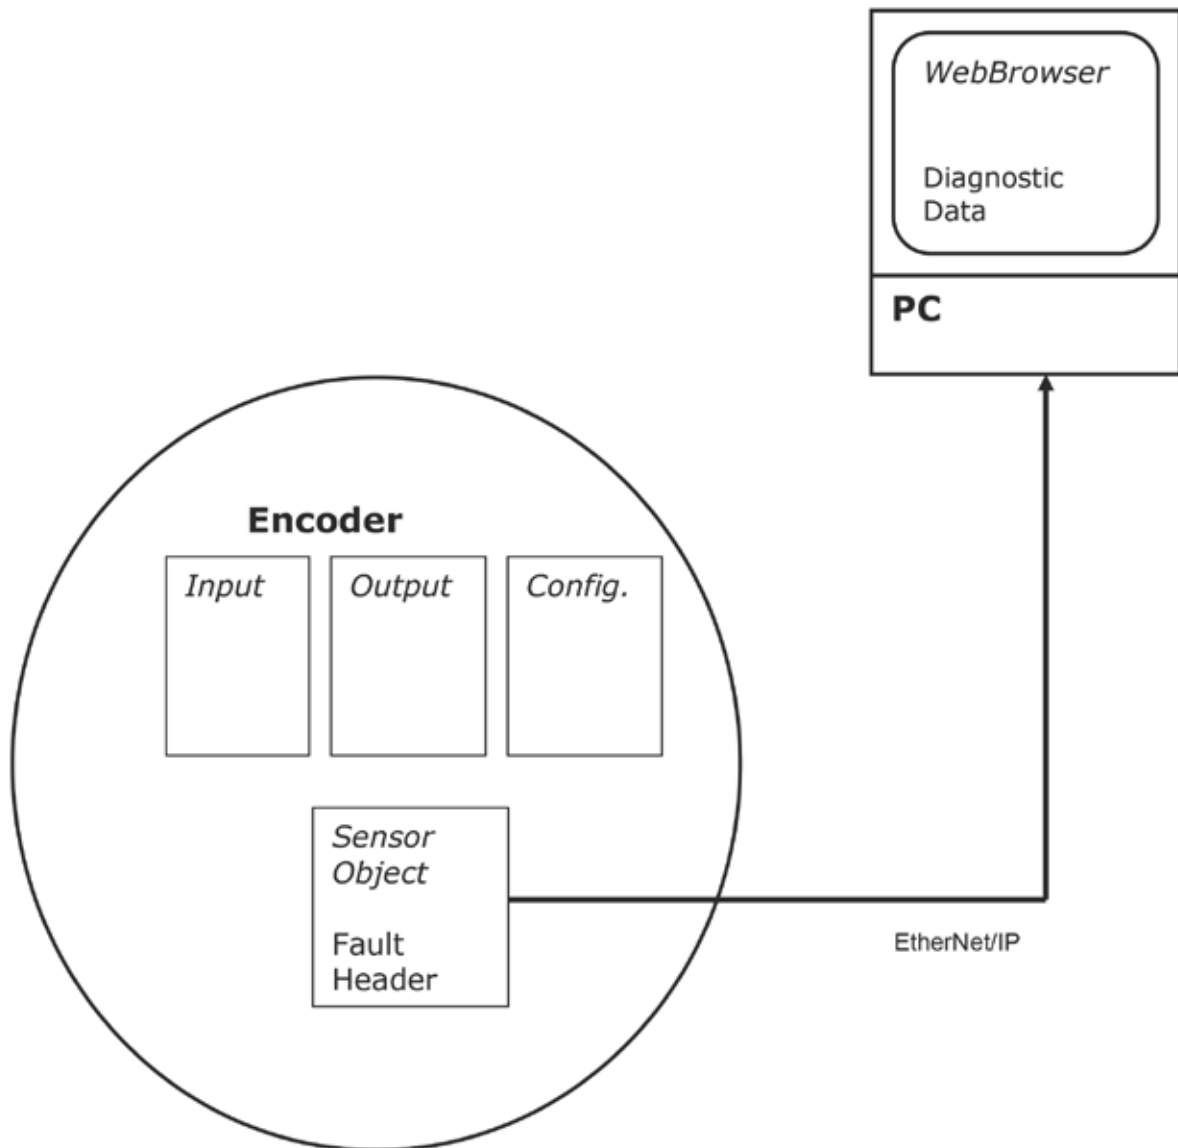 WebBrowser
Diagnostic
Data
PC
Encoder
Input
Output
Config.
Sensor
Object
Fault
Header
EtherNet/IP